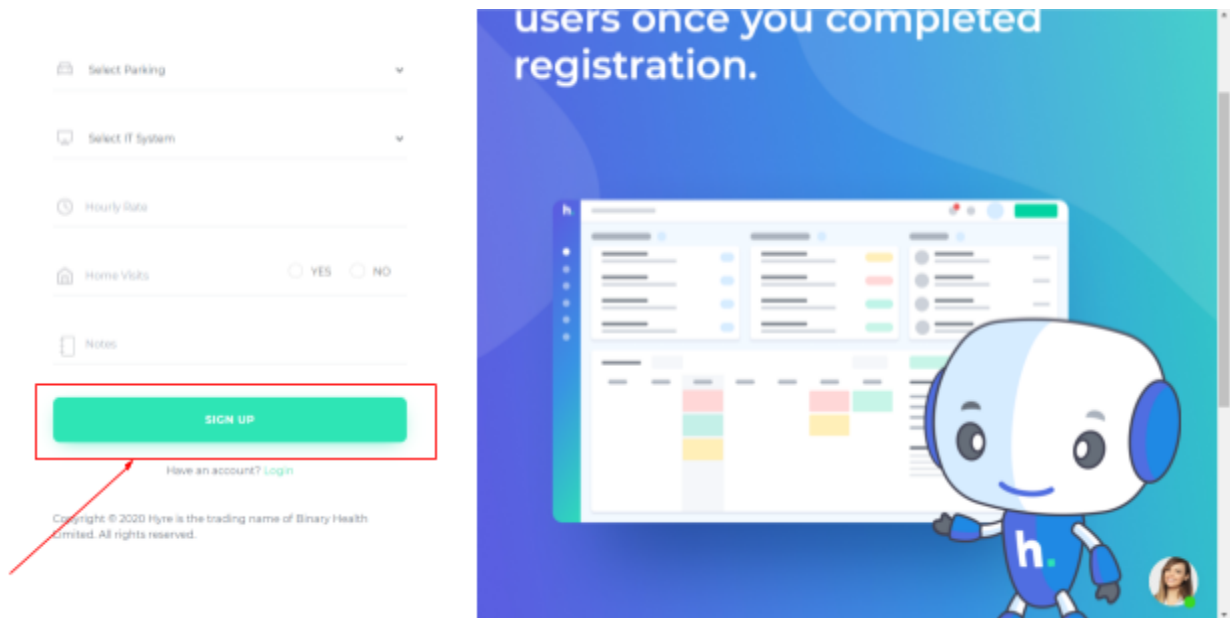 Select Parking
Select IT System
Hourly Rate
Home Visits YES NO
Notes
SIGN UP
Have an account? Login
Copyright © 2020 Hyre is the trading name of Binary Health
Limited. All rights reserved.
users once you completed
registration.
h
h.